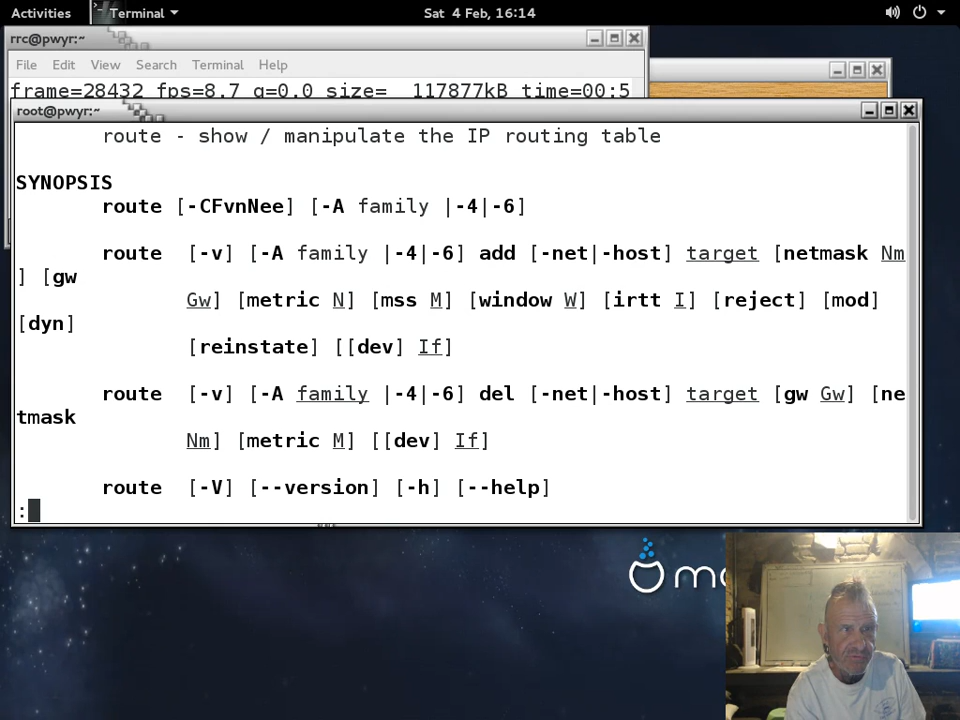 Activities
Terminal
Sat 4 Feb, 16:14
rrc@pwyr:~
File Edit View Search Terminal Help
frame=28432 fps=8.7 q=0.0 size= 117877kB time=00:5
root@pwyr:~
route - show / manipulate the IP routing table
SYNOPSIS
route [-CFvnNee] [-A family |-4|-6]
route [-v] [-A family |-4|-6] add [-net|-host] target [netmask Nm
] [gw
Gw] [metric N] [mss M] [window W] [irtt I] [reject] [mod]
[dyn]
[reinstate] [[dev] If]
route [-v] [-A family |-4|-6] del [-net|-host] target [gw Gw] [ne
tmask
Nm] [metric M] [[dev] If]
route [-V] [--version] [-h] [--help]
: